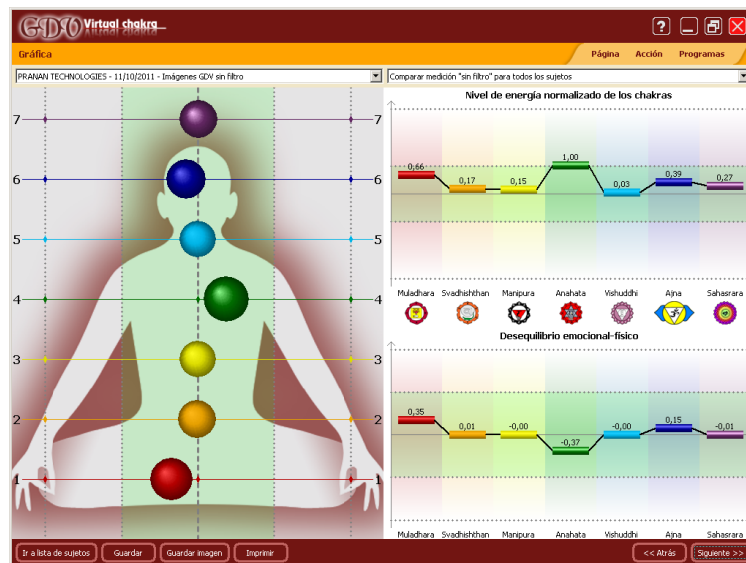 GDV Virtual chakra
?
Gráfica
Página Acción Programas
PRANAN TECHNOLOGIES - 11/10/2011 - Imágenes GDV sin filtro
Comparar medición "sin filtro" para todos los sujetos
7 7
6 6
5 5
4 4
3 3
2 2
1 1
Nivel de energía normalizado de los chakras
0,66 0,17 0,15 1,00 0,03 0,39 0,27
Muladhara Svadhishthan Manipura Anahata Vishuddhi Ajna Sahasrara
Desequilibrio emocional-físico
0,35 0,01 -0,00 -0,37 -0,00 0,15 -0,01
Muladhara Svadhishthan Manipura Anahata Vishuddhi Ajna Sahasrara
Ir a lista de sujetos Guardar Guardar imagen Imprimir << Atrás Siguiente >>